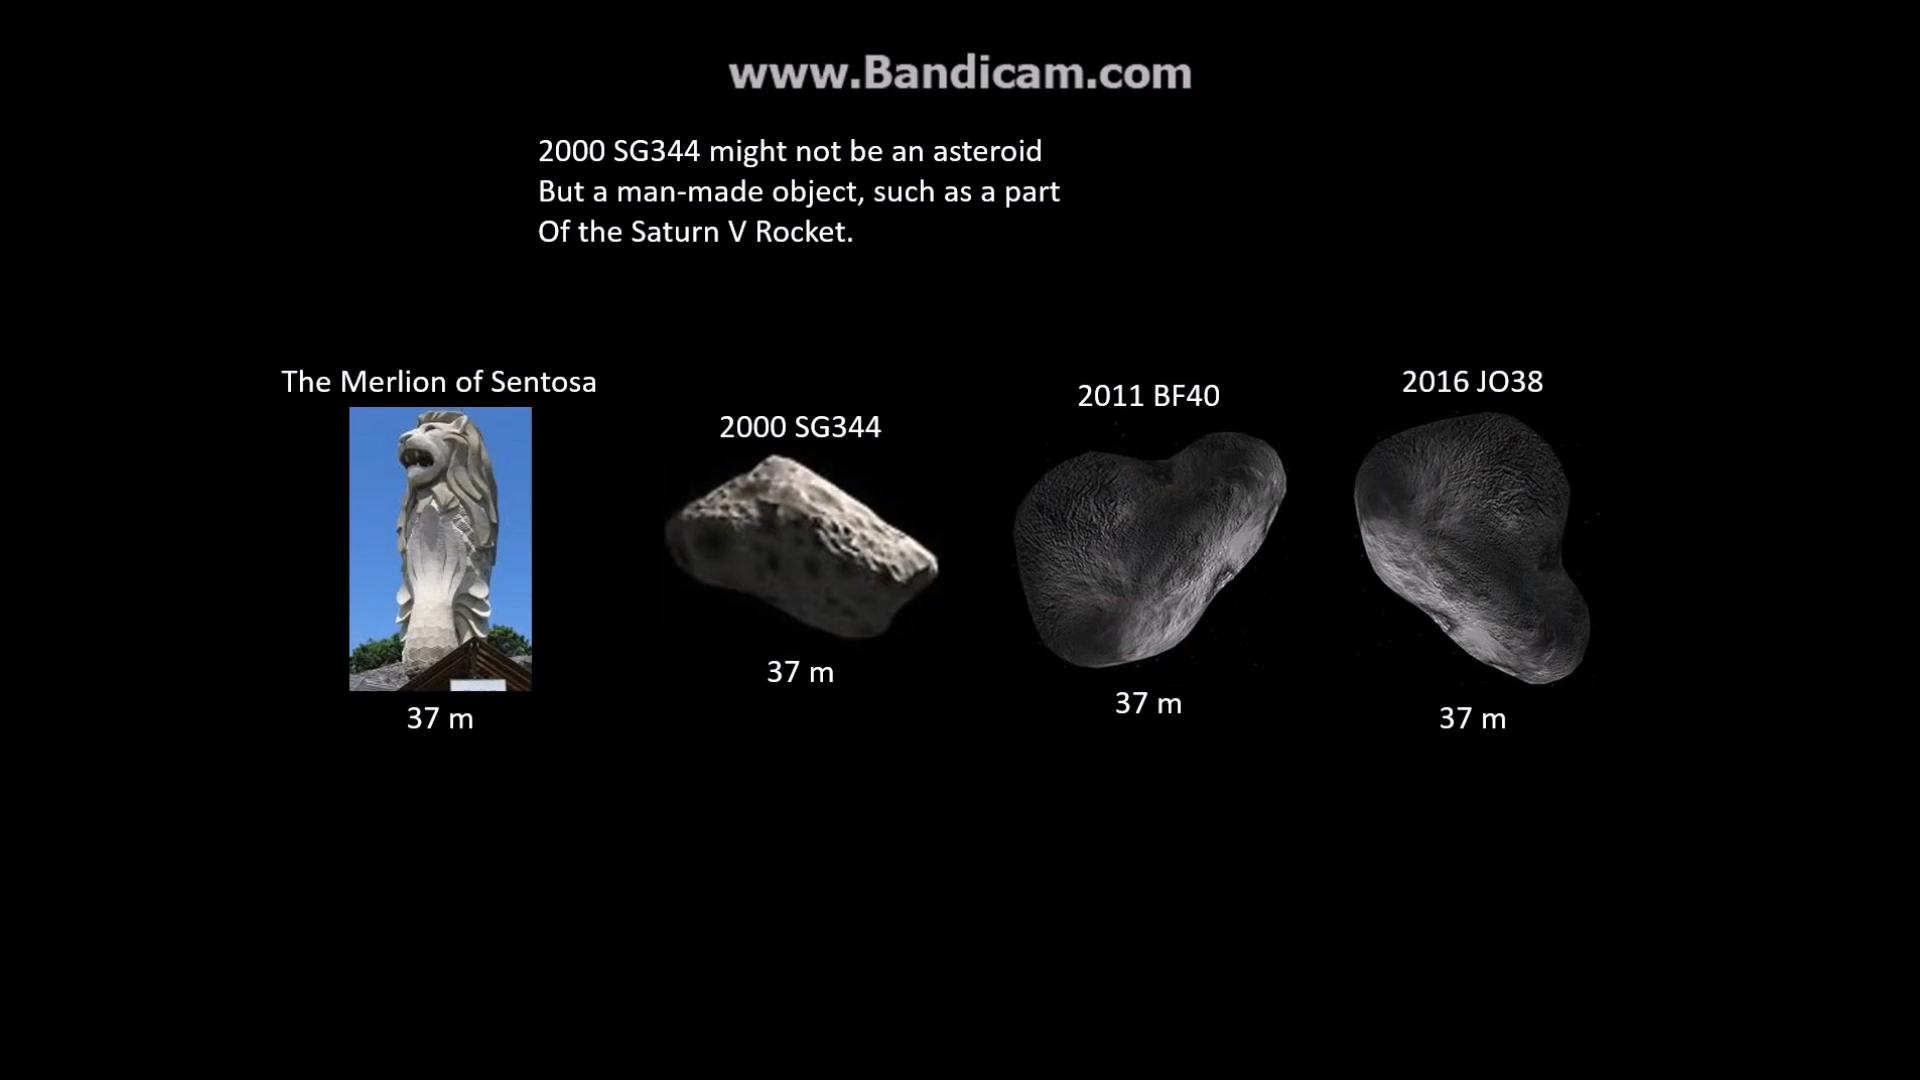 www.Bandicam.com
2000 SG344 might not be an asteroid
But a man-made object, such as a part
Of the Saturn V Rocket.
The Merlion of Sentosa
2000 SG344
2011 BF40
2016 JO38
37 m
37 m
37 m
37 m